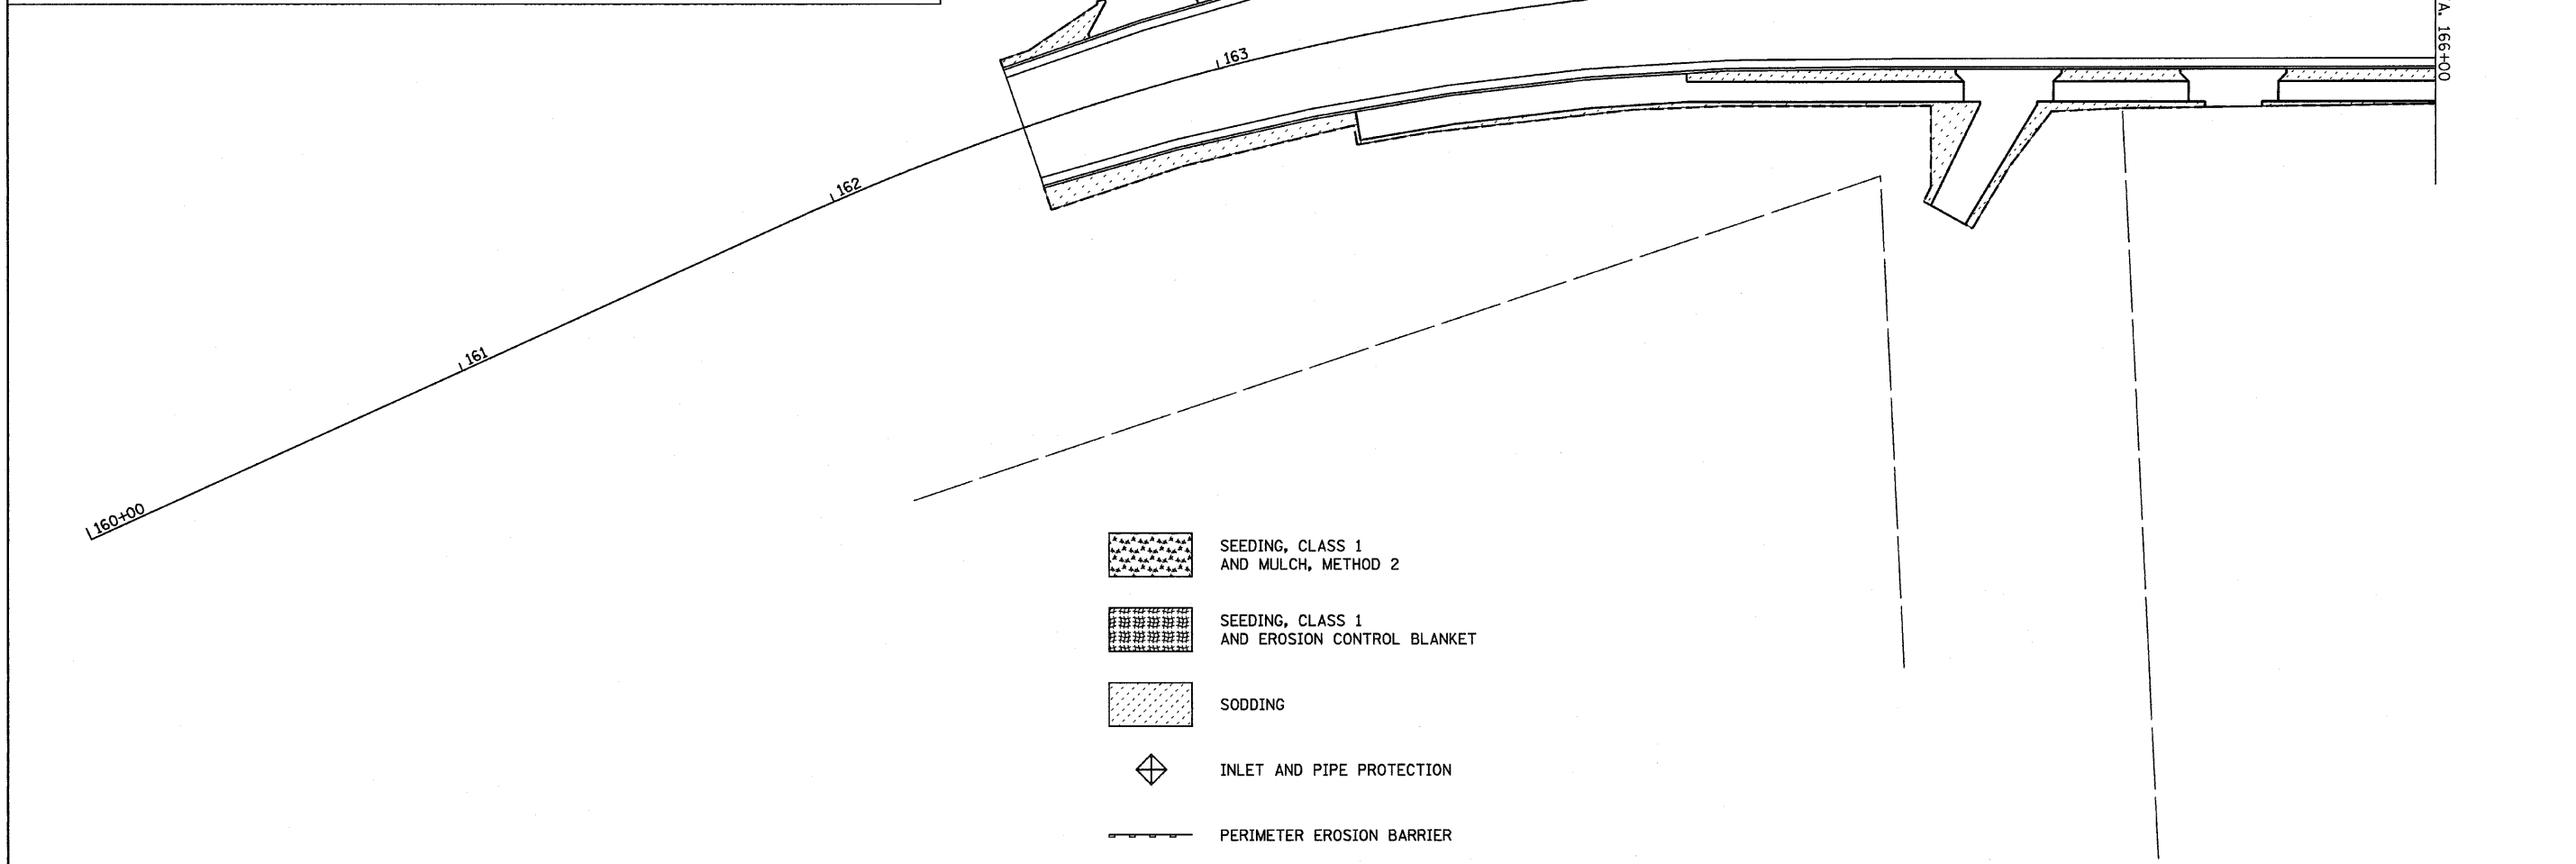 A. 166+00
163
162
161
160+00
SEEDING, CLASS 1
AND MULCH, METHOD 2
SEEDING, CLASS 1
AND EROSION CONTROL BLANKET
SODDING
INLET AND PIPE PROTECTION
PERIMETER EROSION BARRIER